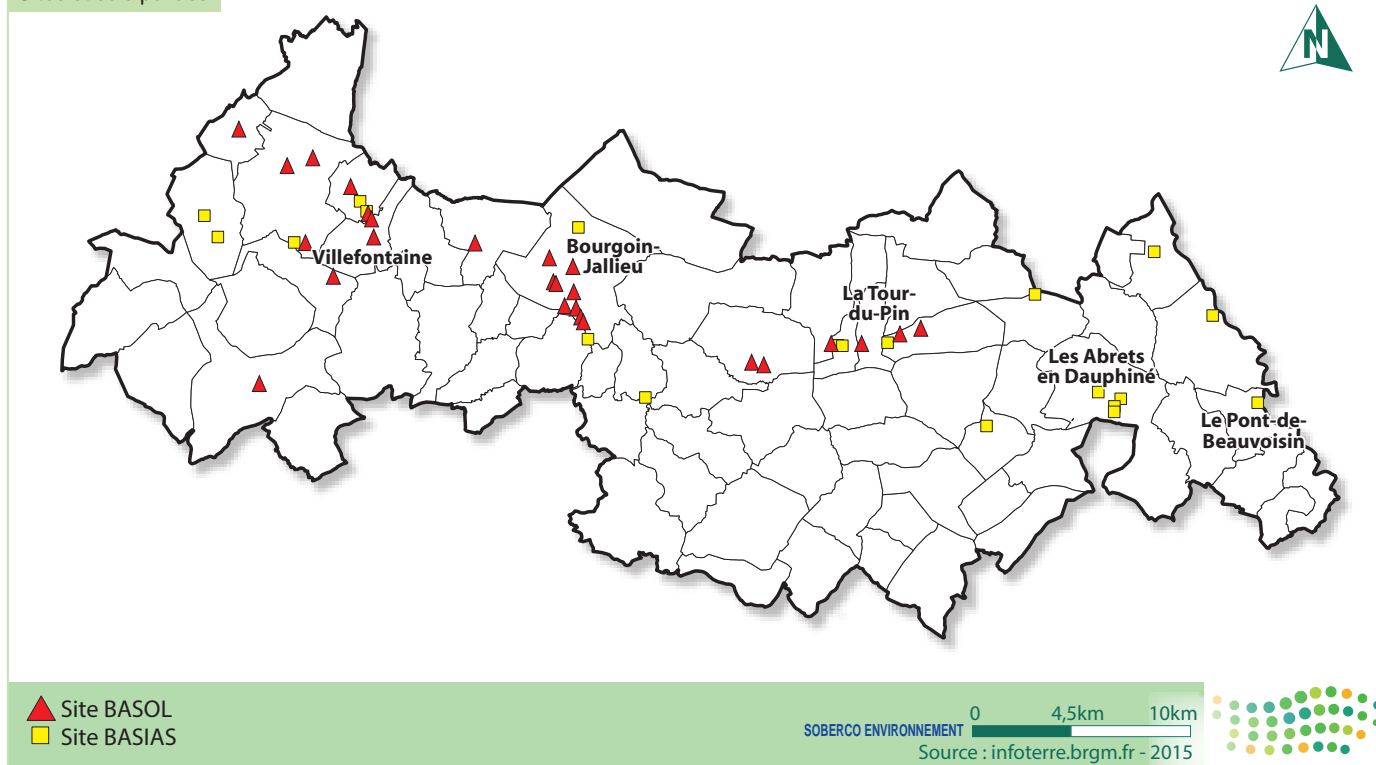 N
Bourgoin-
Jallieu
Villefontaine
La Tour-
du-Pin
Les Abrets
en Dauphiné
Le Pont-de-
Beauvoisin
Site BASOL
Site BASIAS
SOBERCO ENVIRONNEMENT
0 4,5km 10km
Source : infoterre.brgm.fr - 2015